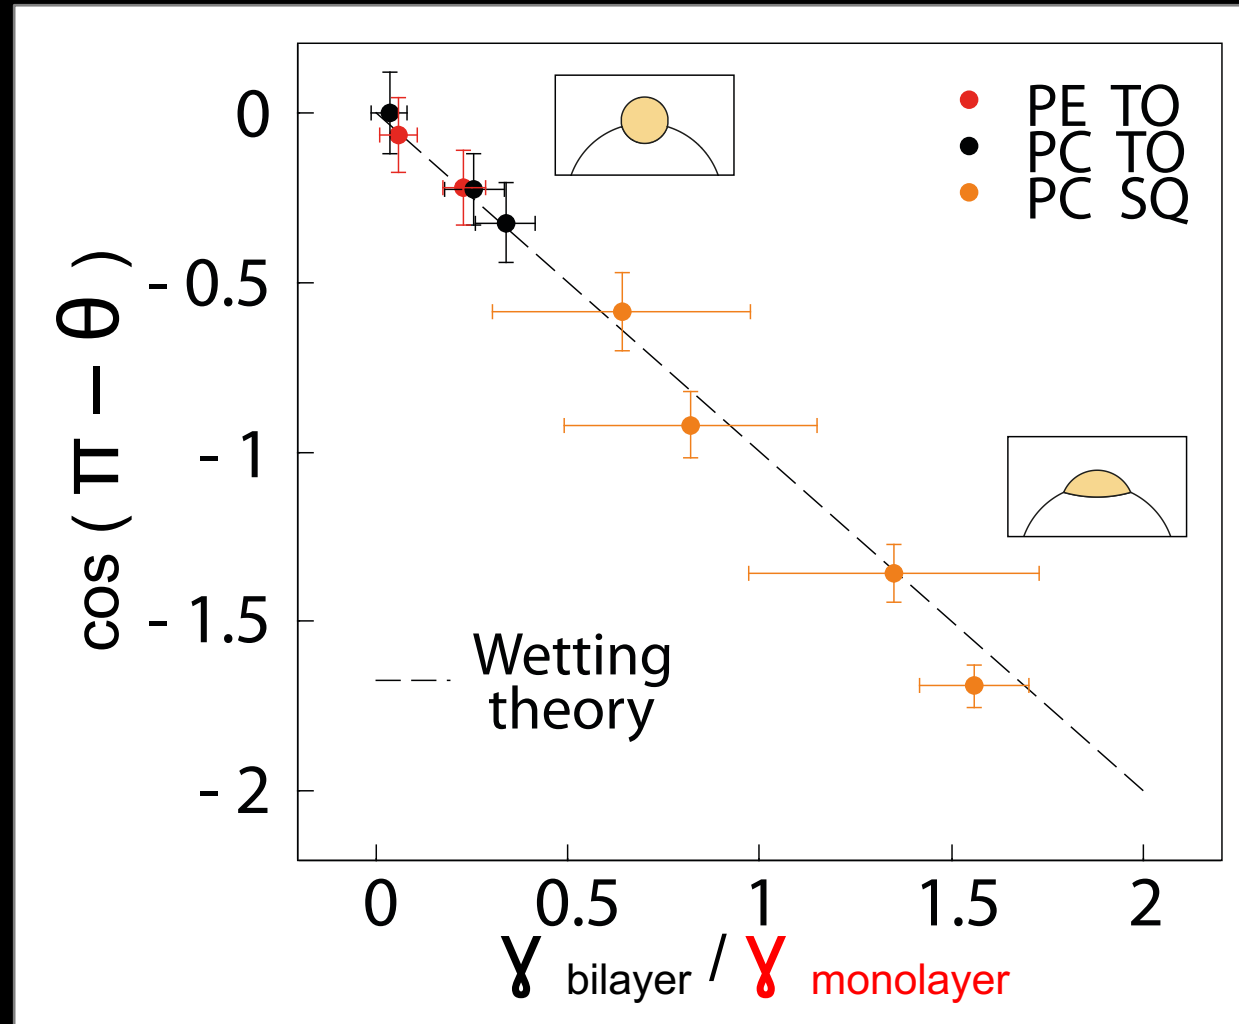 PE TO
PC TO
PC SQ
0
- 0.5
- 1
- 1.5
- 2
cos ( π – θ )
Wetting
theory
0 0.5 1 1.5 2
γ bilayer / γ monolayer